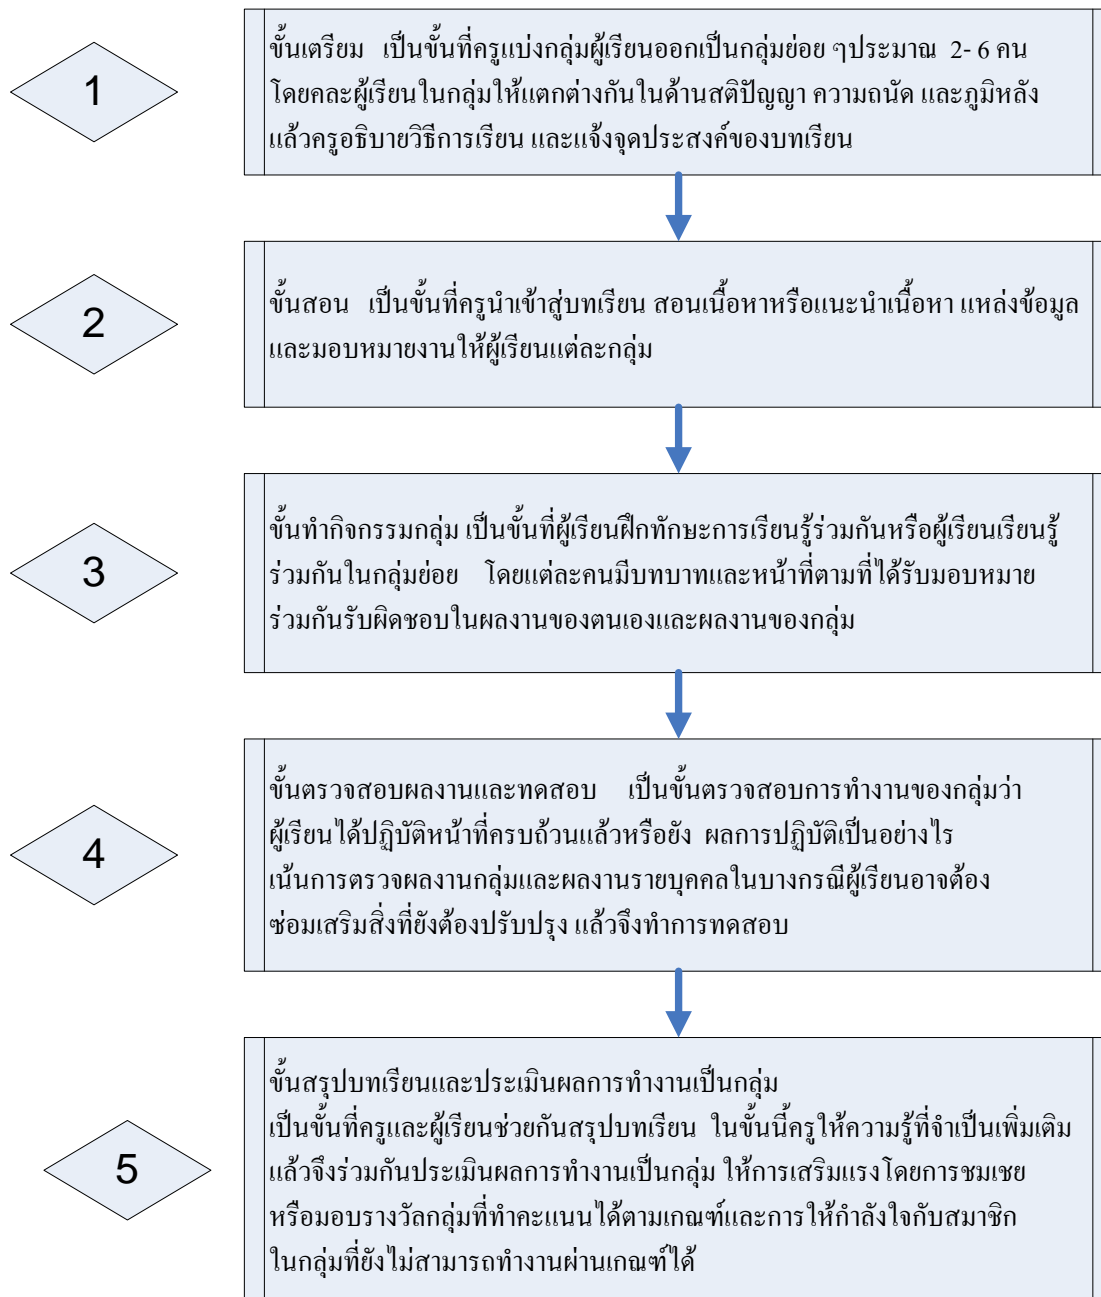 1
ขั้นเตรียม เป็นขั้นที่ครูแบ่งกลุ่มผู้เรียนออกเป็นกลุ่มย่อย ๆประมาณ 2- 6 คน
โดยคละผู้เรียนในกลุ่มให้แตกต่างกันในด้านสติปัญญา ความถนัด และภูมิหลัง
แล้วครูอธิบายวิธีการเรียน และแจ้งจุดประสงค์ของบทเรียน
2
ขั้นสอน เป็นขั้นที่ครูนำเข้าสู่บทเรียน สอนเนื้อหาหรือแนะนำเนื้อหา แหล่งข้อมูล
และมอบหมายงานให้ผู้เรียนแต่ละกลุ่ม
3
ขั้นทำกิจกรรมกลุ่ม เป็นขั้นที่ผู้เรียนฝึกทักษะการเรียนรู้ร่วมกันหรือผู้เรียนเรียนรู้
ร่วมกันในกลุ่มย่อย โดยแต่ละคนมีบทบาทและหน้าที่ตามที่ได้รับมอบหมาย
ร่วมกันรับผิดชอบในผลงานของตนเองและผลงานของกลุ่ม
4
ขั้นตรวจสอบผลงานและทดสอบ เป็นขั้นตรวจสอบการทำงานของกลุ่มว่า
ผู้เรียนได้ปฏิบัติหน้าที่ครบถ้วนแล้วหรือยัง ผลการปฏิบัติเป็นอย่างไร
เน้นการตรวจผลงานกลุ่มและผลงานรายบุคคลในบางกรณีผู้เรียนอาจต้อง
ซ่อมเสริมสิ่งที่ยังต้องปรับปรุง แล้วจึงทำการทดสอบ
5
ขั้นสรุปบทเรียนและประเมินผลการทำงานเป็นกลุ่ม
เป็นขั้นที่ครูและผู้เรียนช่วยกันสรุปบทเรียน ในขั้นนี้ครูให้ความรู้ที่จำเป็นเพิ่มเติม
แล้วจึงร่วมกันประเมินผลการทำงานเป็นกลุ่ม ให้การเสริมแรงโดยการชมเชย
หรือมอบรางวัลกลุ่มที่ทำคะแนนได้ตามเกณฑ์และการให้กำลังใจกับสมาชิก
ในกลุ่มที่ยังไม่สามารถทำงานผ่านเกณฑ์ได้